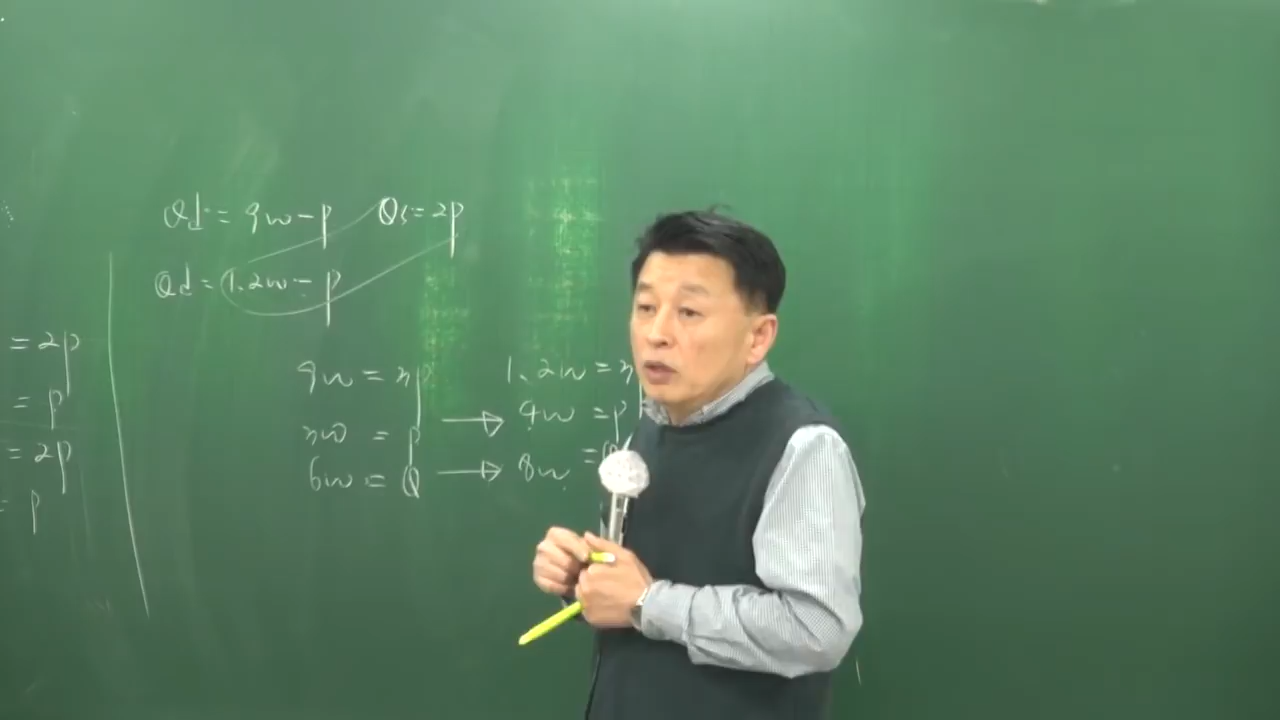 Qd = 9w - p Qs = 2p
Qd = 1.2w - p
= 2p
= p
= 2p
= p
9w = 3p → 1.2w = 3
3w = p → 4w = p
6w = Q → 8w = Q